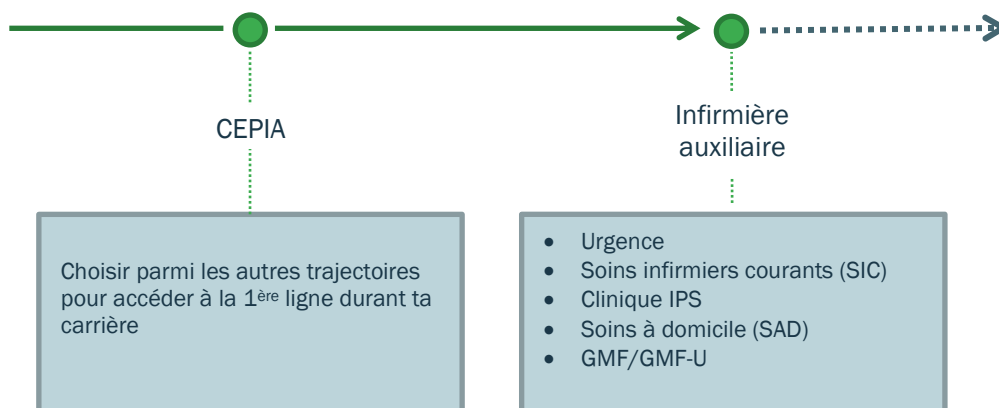 CEPIA
Infirmière
auxiliaire
Choisir parmi les autres trajectoires
pour accéder à la 1ère ligne durant ta
carrière
• Urgence
• Soins infirmiers courants (SIC)
• Clinique IPS
• Soins à domicile (SAD)
• GMF/GMF-U